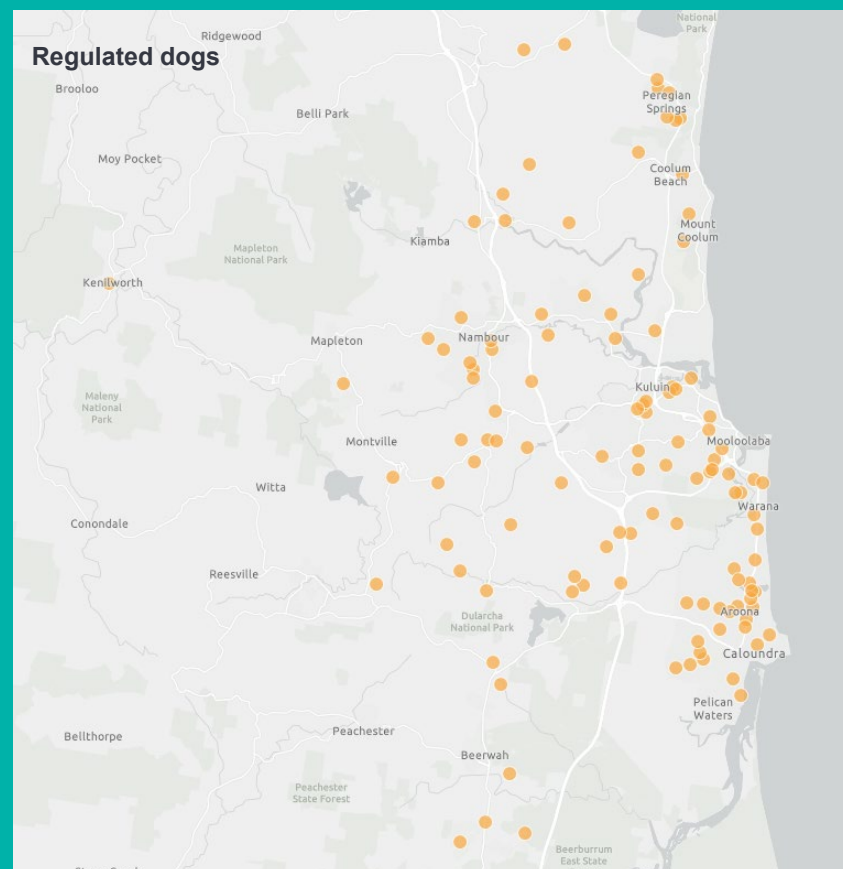 National
Park
Ridgewood
Regulated dogs
Brooloo
Peregian
Springs
Belli Park
Moy Pocket
Coolum
Beach
Mount
Coolum
Kiamba
Mapleton
National Park
Kenilworth
Nambour
Mapleton
Kuluin
Maleny
National
Park
Montville
Mooloolaba
Witta
Warana
Conondale
Reesville
Aroona
Dularcha
National Park
Caloundra
Pelican
Waters
Peachester
Bellthorpe
Beerwah
Peachester
State Forest
Beerburrum
East State